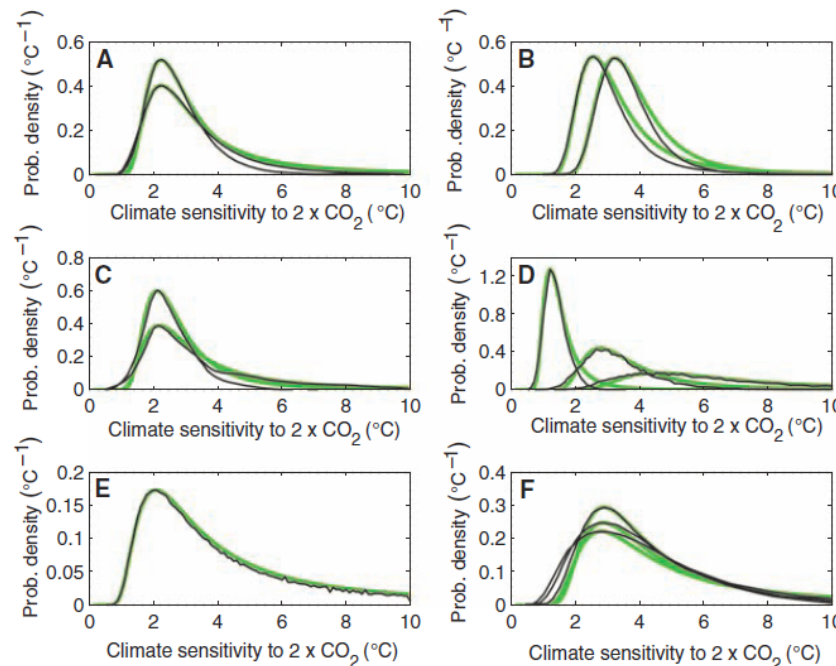 A
Prob. density (°C⁻¹)
0.6
0.4
0.2
0
0 2 4 6 8 10
Climate sensitivity to 2 x CO₂ (°C)
B
Prob .density (°C⁻¹)
0.6
0.4
0.2
0
0 2 4 6 8 10
Climate sensitivity to 2 x CO₂ (°C)
C
Prob. density (°C⁻¹)
0.8
0.6
0.4
0.2
0
0 2 4 6 8 10
Climate sensitivity to 2 x CO₂ (°C)
D
Prob. density (°C⁻¹)
1.2
0.8
0.4
0
0 2 4 6 8 10
Climate sensitivity to 2 x CO₂ (°C)
E
Prob. density (°C⁻¹)
0.2
0.15
0.1
0.05
0
0 2 4 6 8 10
Climate sensitivity to 2 x CO₂ (°C)
F
Prob. density (°C⁻¹)
0.4
0.3
0.2
0.1
0
0 2 4 6 8 10
Climate sensitivity to 2 x CO₂ (°C)